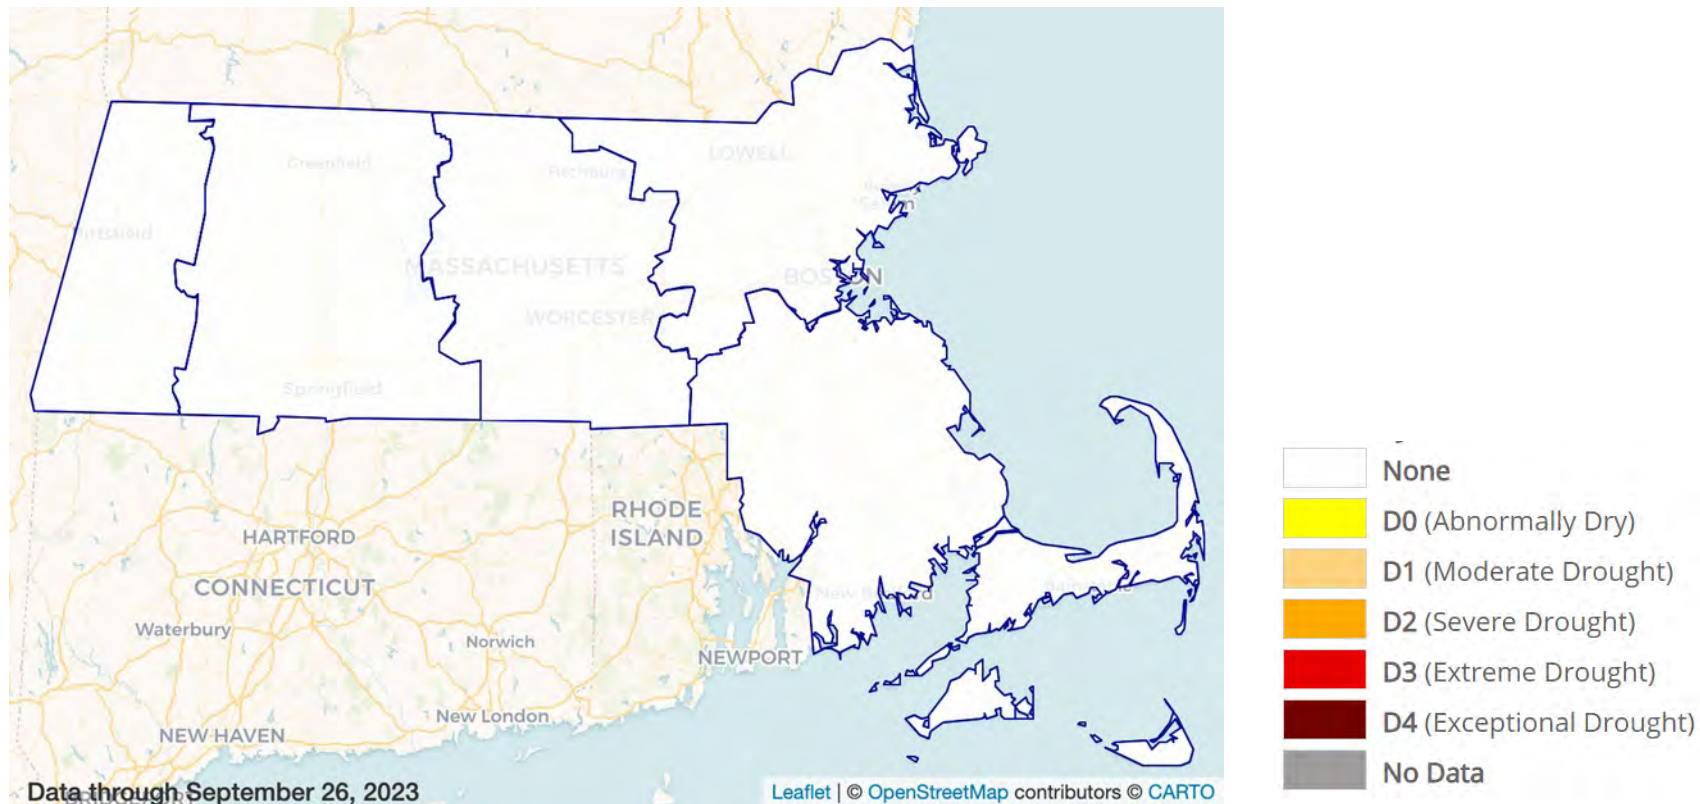 LOWELL
Greenfield
Fitchburg
Pittsfield
MASSACHUSETTS
BOSTON
WORCESTER
Springfield
RHODE
ISLAND
HARTFORD
CONNECTICUT
Waterbury
Norwich
NEWPORT
New London
NEW HAVEN
Data through September 26, 2023
Leaflet | © OpenStreetMap contributors © CARTO
None
D0 (Abnormally Dry)
D1 (Moderate Drought)
D2 (Severe Drought)
D3 (Extreme Drought)
D4 (Exceptional Drought)
No Data